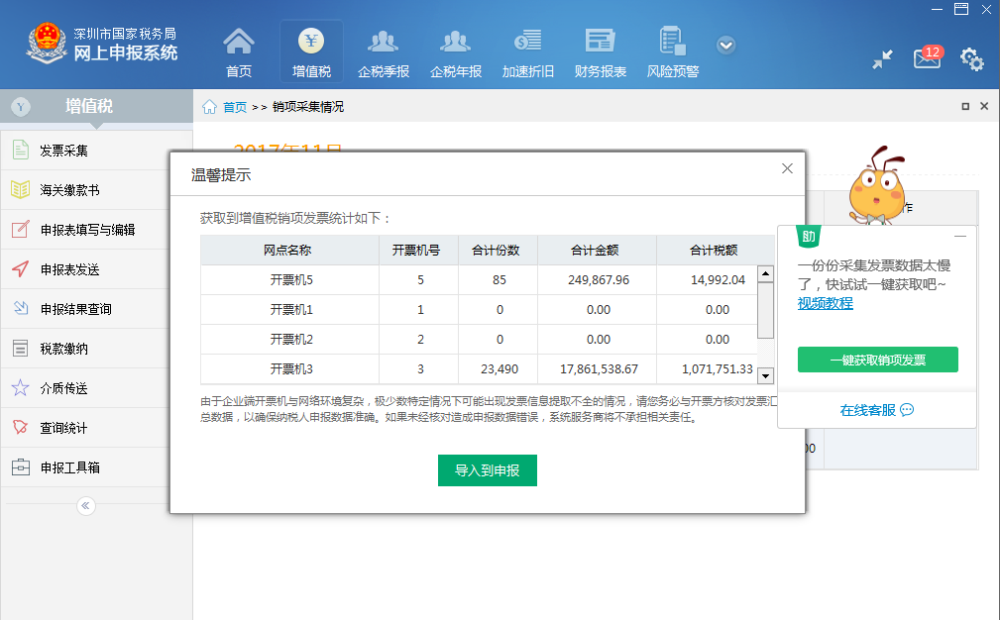 深圳市国家税务局
网上申报系统
首页
增值税
企税季报
企税年报
加速折旧
财务报表
风险预警
12
增值税
首页 >> 销项采集情况
发票采集
海关缴款书
申报表填写与编辑
申报表发送
申报结果查询
税款缴纳
介质传送
查询统计
申报工具箱
2017年11月
温馨提示
获取到增值税销项发票统计如下：
网点名称 开票机号 合计份数 合计金额 合计税额
开票机5 5 85 249,867.96 14,992.04
开票机1 1 0 0.00 0.00
开票机2 2 0 0.00 0.00
开票机3 3 23,490 17,861,538.67 1,071,751.33
由于企业端开票机与网络环境复杂，极少数特定情况下可能出现发票信息提取不全的情况，请您务必与开票方核对发票汇
总数据，以确保纳税人申报数据准确。如果未经核对造成申报数据错误，系统服务商将不承担相关责任。
导入到申报
作
助
一份份采集发票数据太慢
了，快试试一键获取吧~
视频教程
一键获取销项发票
在线客服
00